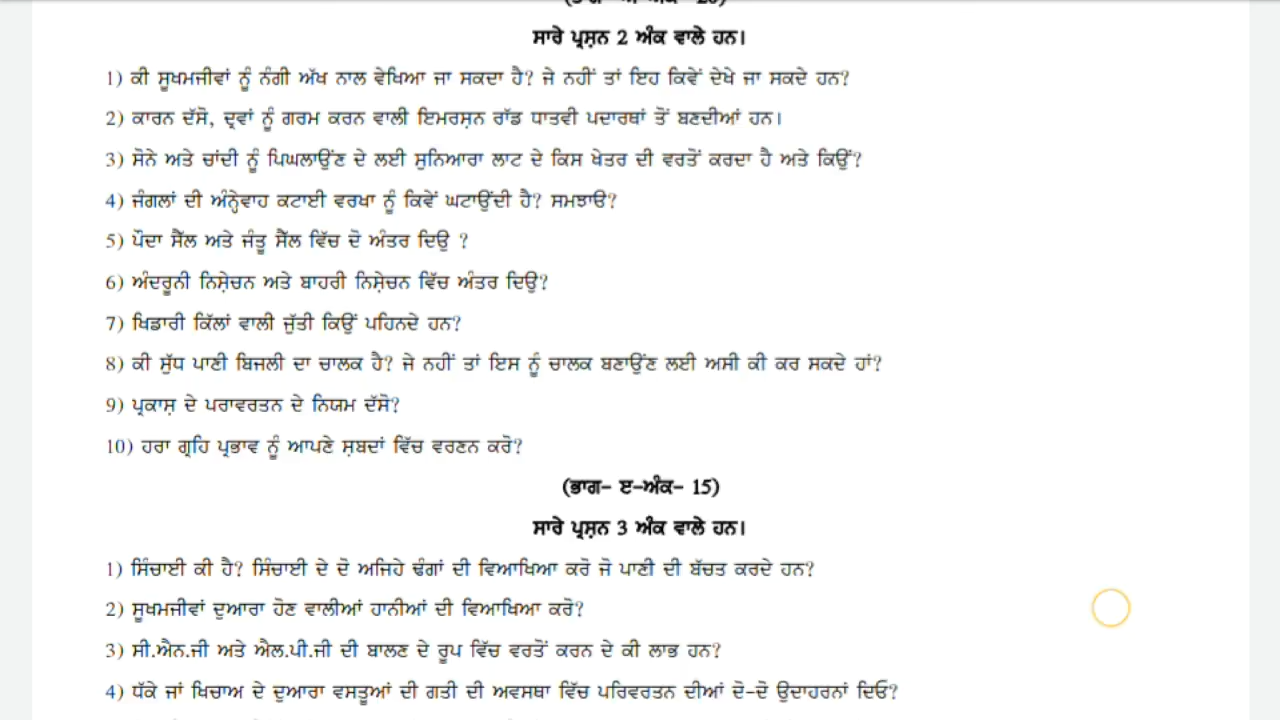 ਸਾਰੇ ਪ੍ਰਸ਼ਨ 2 ਅੰਕ ਵਾਲੇ ਹਨ।
1) ਕੀ ਸੂਖਮਜੀਵਾਂ ਨੂੰ ਨੰਗੀ ਅੱਖ ਨਾਲ ਵੇਖਿਆ ਜਾ ਸਕਦਾ ਹੈ? ਜੇ ਨਹੀਂ ਤਾਂ ਇਹ ਕਿਵੇਂ ਦੇਖੇ ਜਾ ਸਕਦੇ ਹਨ?
2) ਕਾਰਨ ਦੱਸੋ, ਦ੍ਰਵਾਂ ਨੂੰ ਗਰਮ ਕਰਨ ਵਾਲੀ ਇਮਰਸ਼ਨ ਰਾੱਡ ਧਾਤਵੀ ਪਦਾਰਥਾਂ ਤੋਂ ਬਣਦੀਆਂ ਹਨ।
3) ਸੋਨੇ ਅਤੇ ਚਾਂਦੀ ਨੂੰ ਪਿਘਲਾਉਂਣ ਦੇ ਲਈ ਸੁਨਿਆਰਾ ਲਾਟ ਦੇ ਕਿਸ ਖੇਤਰ ਦੀ ਵਰਤੋਂ ਕਰਦਾ ਹੈ ਅਤੇ ਕਿਉਂ?
4) ਜੰਗਲਾਂ ਦੀ ਅੰਨ੍ਹੇਵਾਹ ਕਟਾਈ ਵਰਖਾ ਨੂੰ ਕਿਵੇਂ ਘਟਾਉਂਦੀ ਹੈ? ਸਮਝਾੳ?
5) ਪੌਦਾ ਸੈੱਲ ਅਤੇ ਜੰਤੂ ਸੈੱਲ ਵਿੱਚ ਦੋ ਅੰਤਰ ਦਿਉ ?
6) ਅੰਦਰੂਨੀ ਨਿਸ਼ੇਚਨ ਅਤੇ ਬਾਹਰੀ ਨਿਸ਼ੇਚਨ ਵਿੱਚ ਅੰਤਰ ਦਿਉ?
7) ਖਿਡਾਰੀ ਕਿੱਲਾਂ ਵਾਲੀ ਜੁੱਤੀ ਕਿਉਂ ਪਹਿਨਦੇ ਹਨ?
8) ਕੀ ਸੁੱਧ ਪਾਣੀ ਬਿਜਲੀ ਦਾ ਚਾਲਕ ਹੈ? ਜੇ ਨਹੀਂ ਤਾਂ ਇਸ ਨੂੰ ਚਾਲਕ ਬਣਾਉਂਣ ਲਈ ਅਸੀ ਕੀ ਕਰ ਸਕਦੇ ਹਾਂ?
9) ਪ੍ਰਕਾਸ਼ ਦੇ ਪਰਾਵਰਤਨ ਦੇ ਨਿਯਮ ਦੱਸੋ?
10) ਹਰਾ ਗ੍ਰਹਿ ਪ੍ਰਭਾਵ ਨੂੰ ਆਪਣੇ ਸ਼ਬਦਾਂ ਵਿੱਚ ਵਰਣਨ ਕਰੋ?
(ਭਾਗ- ੲ-ਅੰਕ- 15)
ਸਾਰੇ ਪ੍ਰਸ਼ਨ 3 ਅੰਕ ਵਾਲੇ ਹਨ।
1) ਸਿੰਚਾਈ ਕੀ ਹੈ? ਸਿੰਚਾਈ ਦੇ ਦੋ ਅਜਿਹੇ ਢੰਗਾਂ ਦੀ ਵਿਆਖਿਆ ਕਰੋ ਜੋ ਪਾਣੀ ਦੀ ਬੱਚਤ ਕਰਦੇ ਹਨ?
2) ਸੂਖਮਜੀਵਾਂ ਦੁਆਰਾ ਹੋਣ ਵਾਲੀਆਂ ਹਾਨੀਆਂ ਦੀ ਵਿਆਖਿਆ ਕਰੋ?
3) ਸੀ.ਐਨ.ਜੀ ਅਤੇ ਐਲ.ਪੀ.ਜੀ ਦੀ ਬਾਲਣ ਦੇ ਰੂਪ ਵਿੱਚ ਵਰਤੋਂ ਕਰਨ ਦੇ ਕੀ ਲਾਭ ਹਨ?
4) ਧੱਕੇ ਜਾਂ ਖਿਚਾਅ ਦੇ ਦੁਆਰਾ ਵਸਤੂਆਂ ਦੀ ਗਤੀ ਦੀ ਅਵਸਥਾ ਵਿੱਚ ਪਰਿਵਰਤਨ ਦੀਆਂ ਦੋ-ਦੋ ਉਦਾਹਰਨਾਂ ਦਿਓ?